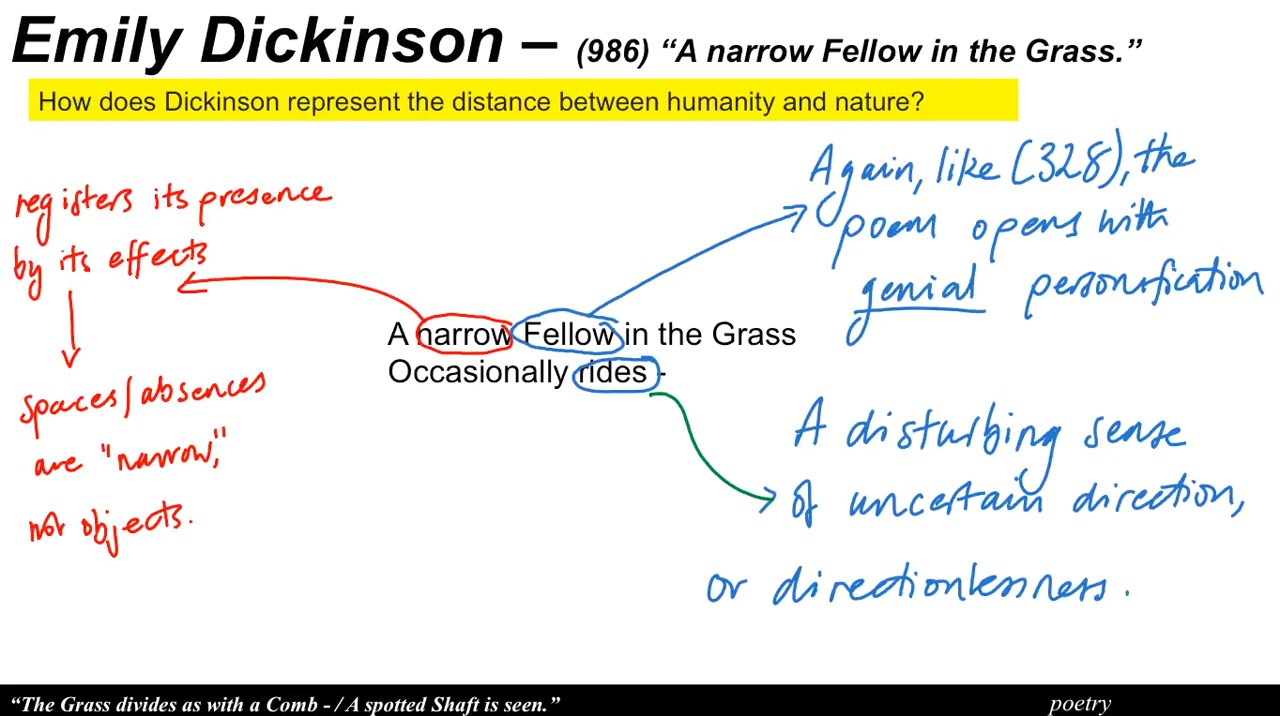 Emily Dickinson – (986) “A narrow Fellow in the Grass.”
How does Dickinson represent the distance between humanity and nature?
registers its presence
by its effects
spaces/absences
are "narrow,"
not objects.
A narrow Fellow in the Grass
Occasionally rides -
Again, like (328), the
poem opens with
genial personification
A disturbing sense
of uncertain direction,
or directionlessness.
“The Grass divides as with a Comb - / A spotted Shaft is seen.”
poetry